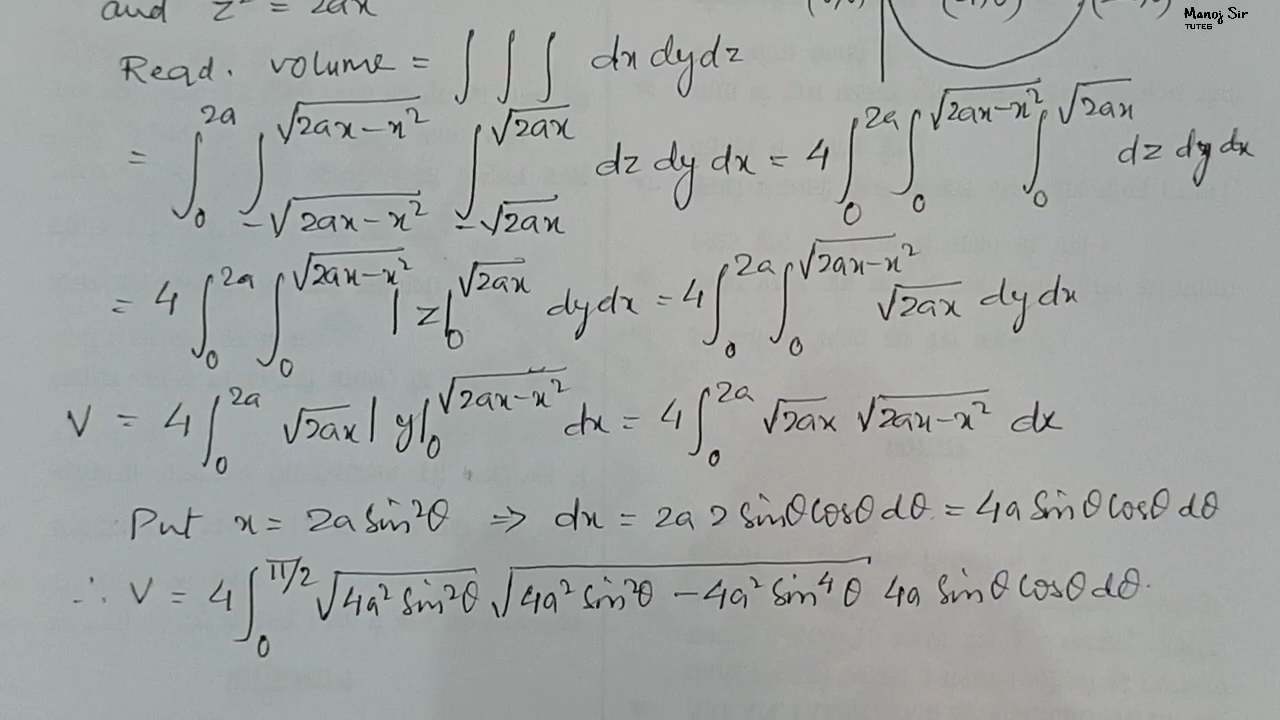 and z² = 2ax
Manoj Sir
TUTES
Reqd. volume = ∫∫∫ dx dy dz
= ∫₀^{2a} ∫_{-√(2ax-x²)}^{√(2ax-x²)} ∫_{-√(2ax)}^{√(2ax)} dz dy dx = 4 ∫₀^{2a} ∫₀^{√(2ax-x²)} ∫₀^{√(2ax)} dz dy dx
= 4 ∫₀^{2a} ∫₀^{√(2ax-x²)} |z|₀^{√(2ax)} dy dx = 4 ∫₀^{2a} ∫₀^{√(2ax-x²)} √(2ax) dy dx
V = 4 ∫₀^{2a} √(2ax) |y|₀^{√(2ax-x²)} dx = 4 ∫₀^{2a} √(2ax) √(2ax-x²) dx
Put x = 2a sin²θ ⇒ dx = 2a 2 sinθ cosθ dθ = 4a sinθ cosθ dθ
∴ V = 4 ∫₀^{π/2} √(4a² sin²θ) √(4a² sin²θ - 4a² sin⁴θ) 4a sinθ cosθ dθ.